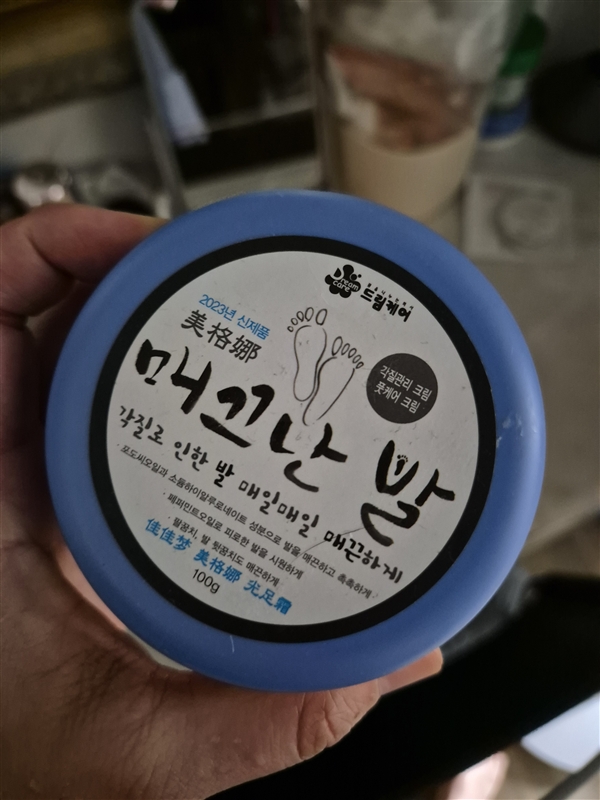 Dream care
드림케어
2023년 신제품
美格娜
각질관리 크림
풋케어 크림
매끄난 발
각질로 인한 발 매일매일 매끈하게
· 포도씨오일과 소듐하이알루로네이트 성분으로 발을 매끈하고 촉촉하게
· 페퍼민트오일로 피로한 발을 시원하게
· 팔꿈치, 발 뒷꿈치도 매끈하게
佳佳梦 美格娜 光足霜
100g